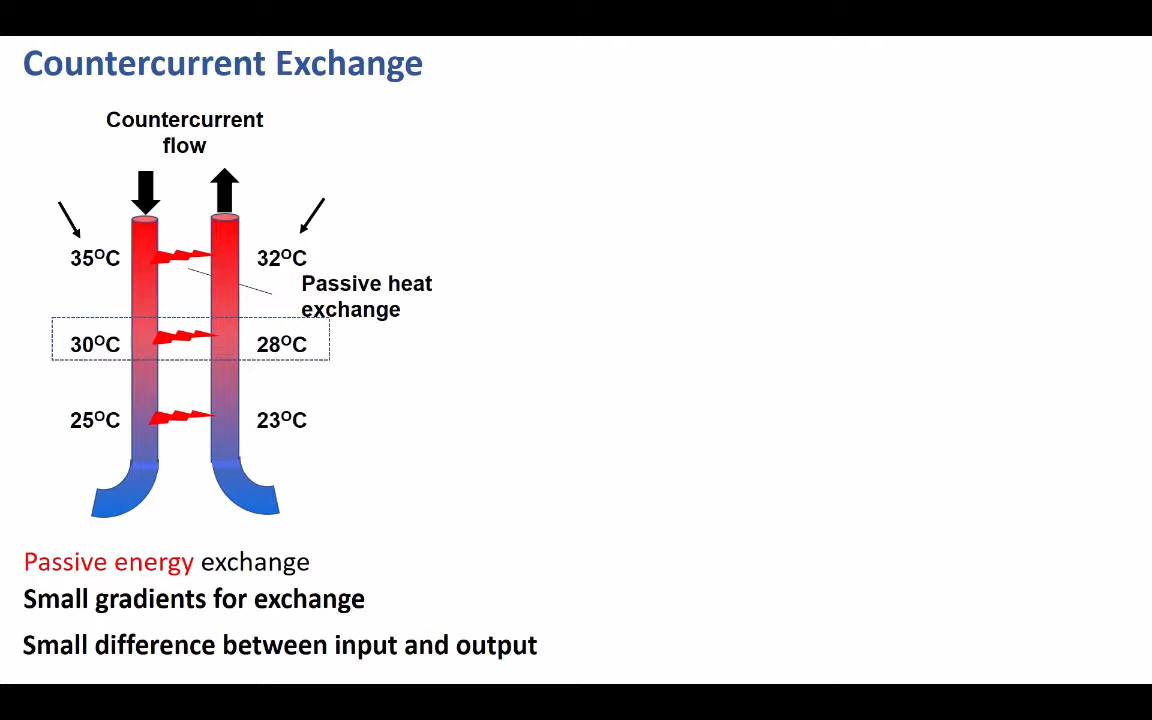 Countercurrent Exchange
Countercurrent
flow
35ᴼC
32ᴼC
Passive heat
exchange
30ᴼC
28ᴼC
25ᴼC
23ᴼC
Passive energy exchange
Small gradients for exchange
Small difference between input and output